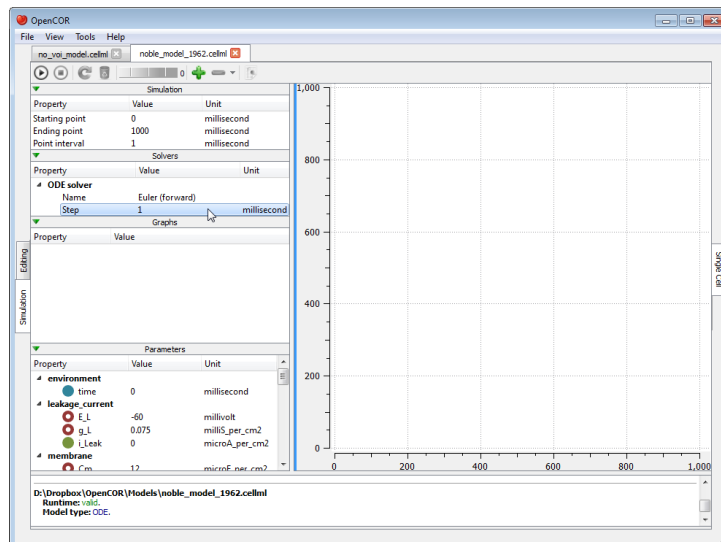 OpenCOR
File View Tools Help
no_voi_model.cellml noble_model_1962.cellml
0
Simulation
Property Value Unit
Starting point 0 millisecond
Ending point 1000 millisecond
Point interval 1 millisecond
Solvers
Property Value Unit
ODE solver
Name Euler (forward)
Step 1 millisecond
Graphs
Property Value
Parameters
Property Value Unit
environment
time 0 millisecond
leakage_current
E_L -60 millivolt
g_L 0.075 milliS_per_cm2
i_Leak 0 microA_per_cm2
membrane
Cm 12 microF_per_cm2
Editing
Simulation
1,000
800
600
400
200
0
0 200 400 600 800 1,000
Single Cell
D:\Dropbox\OpenCOR\Models\noble_model_1962.cellml
Runtime: valid.
Model type: ODE.